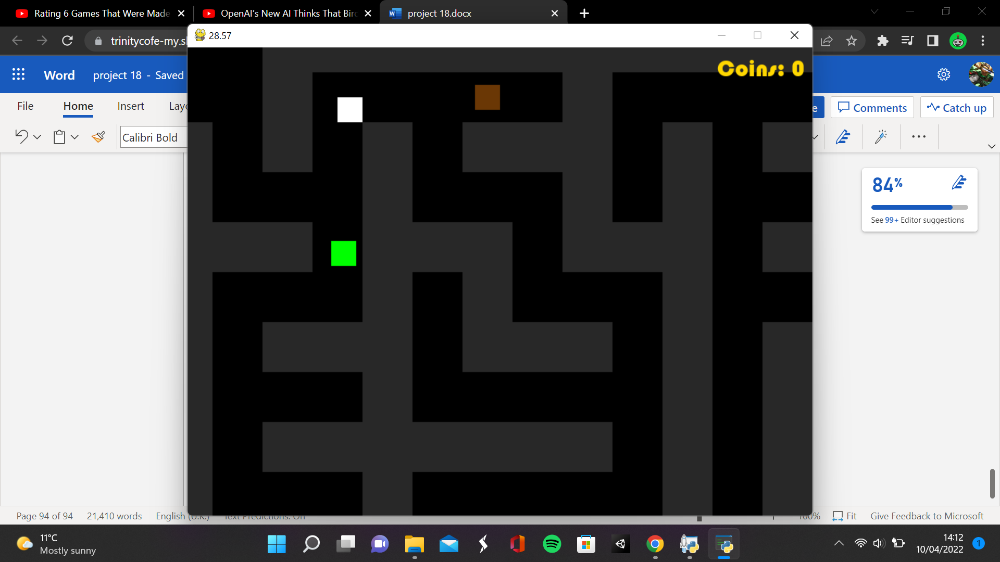 Rating 6 Games That Were Made
OpenAI's New AI Thinks That Bir
project 18.docx
trinitycofe-my.s
28.57
Coins: 0
Word
project 18 - Saved
File
Home
Insert
Comments
Catch up
Calibri Bold
84%
See 99+ Editor suggestions
Page 94 of 94
21,410 words
English (U.K.)
Text Predictions: On
100%
Fit
Give Feedback to Microsoft
11°C
Mostly sunny
14:12
10/04/2022
1